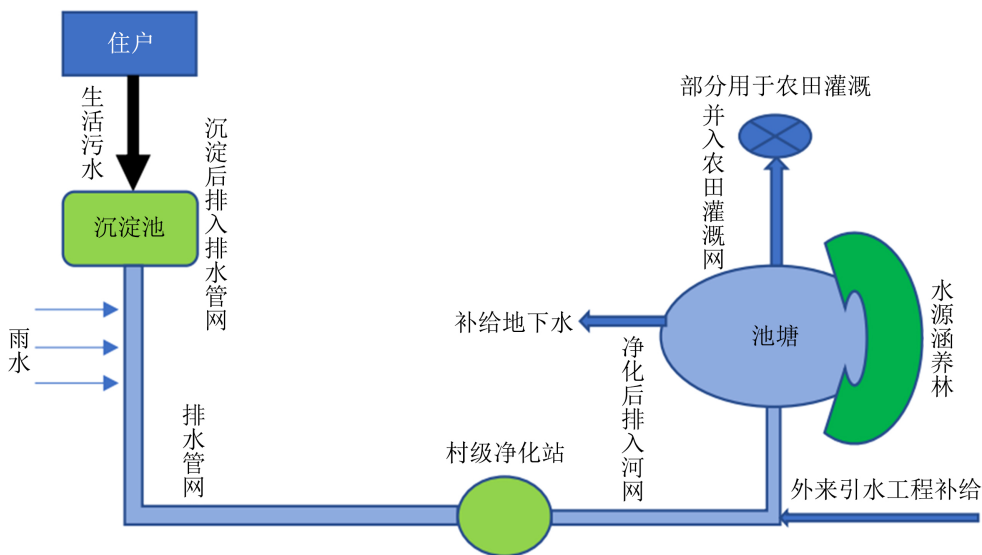 住户
生活污水
沉淀后排入排水管网
沉淀池
雨水
排水管网
村级净化站
部分用于农田灌溉
并入农田灌溉网
补给地下水
池塘
水源涵养林
净化后排入河网
外来引水工程补给